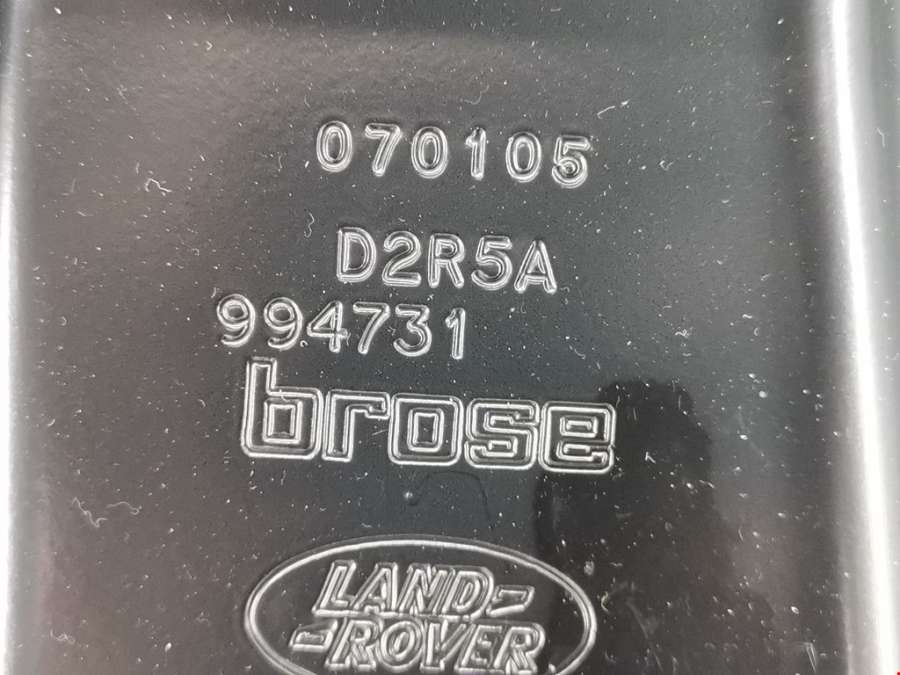 070105
D2R5A
994731
brose
LAND
ROVER